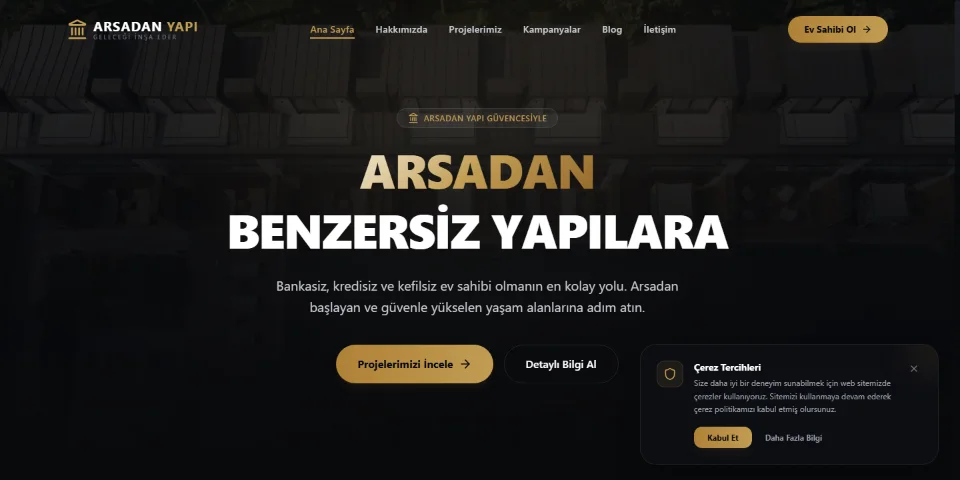 ARSADAN YAPI
GELECEĞİ İNŞA EDER
Ana Sayfa
Hakkımızda
Projelerimiz
Kampanyalar
Blog
İletişim
Ev Sahibi Ol
ARSADAN YAPI GÜVENCESİYLE
ARSADAN
BENZERSİZ YAPILARA
Bankasız, kredisiz ve kefilsiz ev sahibi olmanın en kolay yolu. Arsadan
başlayan ve güvenle yükselen yaşam alanlarına adım atın.
Projelerimizi İncele
Detaylı Bilgi Al
Çerez Tercihleri
Size daha iyi bir deneyim sunabilmek için web sitemizde
çerezler kullanıyoruz. Sitemizi kullanmaya devam ederek
çerez politikamızı kabul etmiş olursunuz.
Kabul Et
Daha Fazla Bilgi